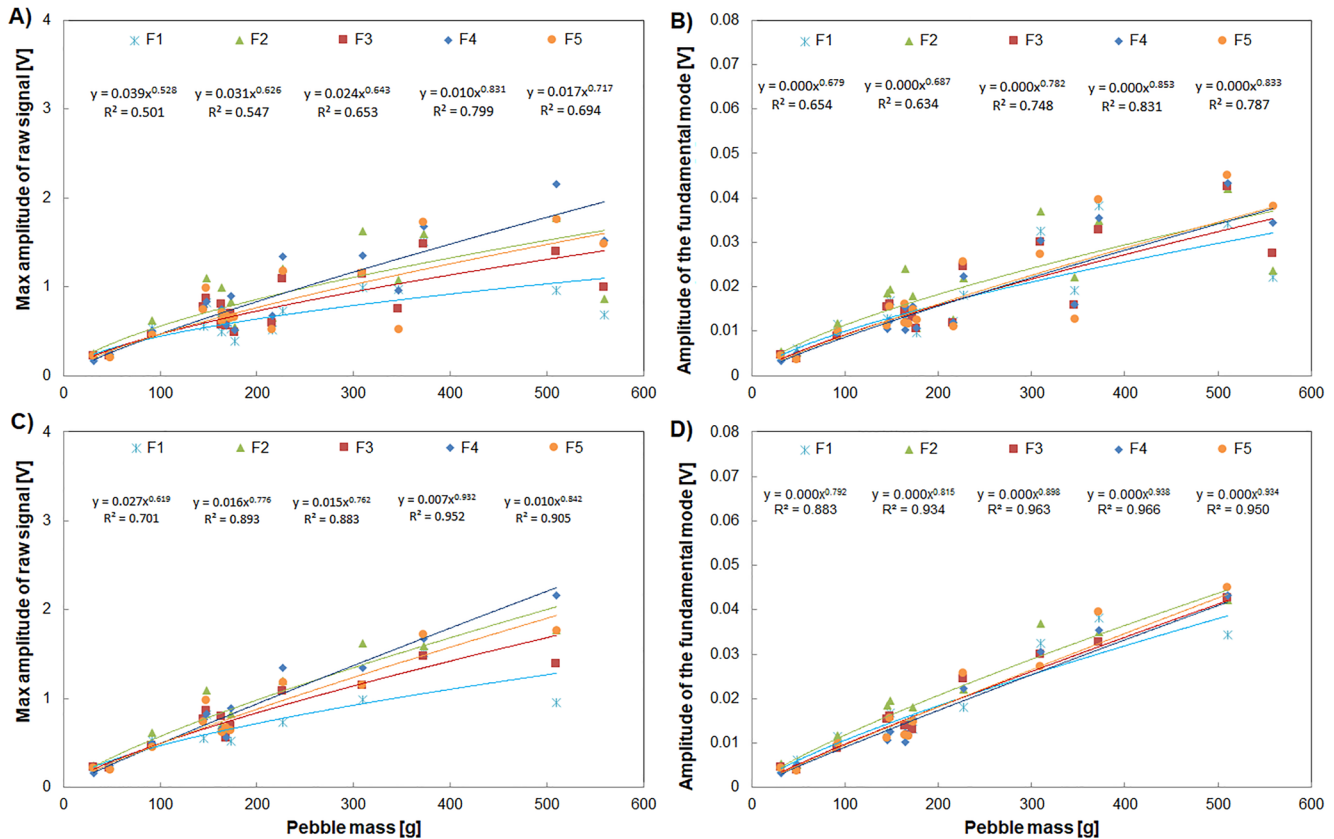 A)
Max amplitude of raw signal [V]
F1 F2 F3 F4 F5
y = 0.039x^0.528 y = 0.031x^0.626 y = 0.024x^0.643 y = 0.010x^0.831 y = 0.017x^0.717
R² = 0.501 R² = 0.547 R² = 0.653 R² = 0.799 R² = 0.694
4
3
2
1
0
0 100 200 300 400 500 600
B)
Amplitude of the fundamental mode [V]
F1 F2 F3 F4 F5
y = 0.000x^0.679 y = 0.000x^0.687 y = 0.000x^0.782 y = 0.000x^0.853 y = 0.000x^0.833
R² = 0.654 R² = 0.634 R² = 0.748 R² = 0.831 R² = 0.787
0.08
0.07
0.06
0.05
0.04
0.03
0.02
0.01
0
0 100 200 300 400 500 600
C)
Max amplitude of raw signal [V]
F1 F2 F3 F4 F5
y = 0.027x^0.619 y = 0.016x^0.776 y = 0.015x^0.762 y = 0.007x^0.932 y = 0.010x^0.842
R² = 0.701 R² = 0.893 R² = 0.883 R² = 0.952 R² = 0.905
4
3
2
1
0
0 100 200 300 400 500 600
Pebble mass [g]
D)
Amplitude of the fundamental mode [V]
F1 F2 F3 F4 F5
y = 0.000x^0.792 y = 0.000x^0.815 y = 0.000x^0.898 y = 0.000x^0.938 y = 0.000x^0.934
R² = 0.883 R² = 0.934 R² = 0.963 R² = 0.966 R² = 0.950
0.08
0.07
0.06
0.05
0.04
0.03
0.02
0.01
0
0 100 200 300 400 500 600
Pebble mass [g]